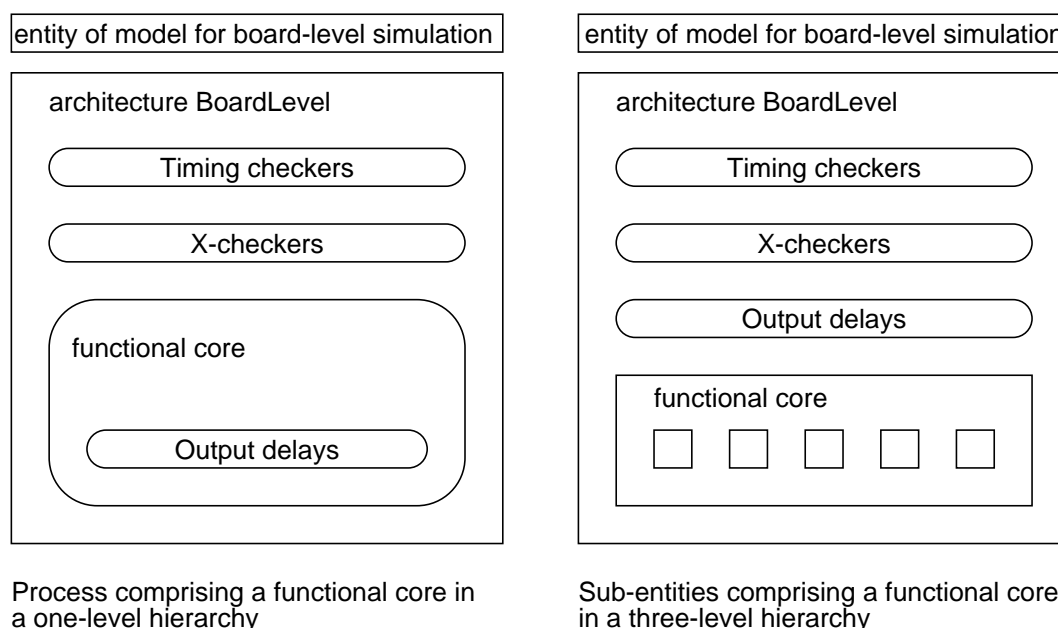 entity of model for board-level simulation
architecture BoardLevel
Timing checkers
X-checkers
functional core
Output delays
Process comprising a functional core in
a one-level hierarchy
entity of model for board-level simulation
architecture BoardLevel
Timing checkers
X-checkers
Output delays
functional core
Sub-entities comprising a functional core
in a three-level hierarchy